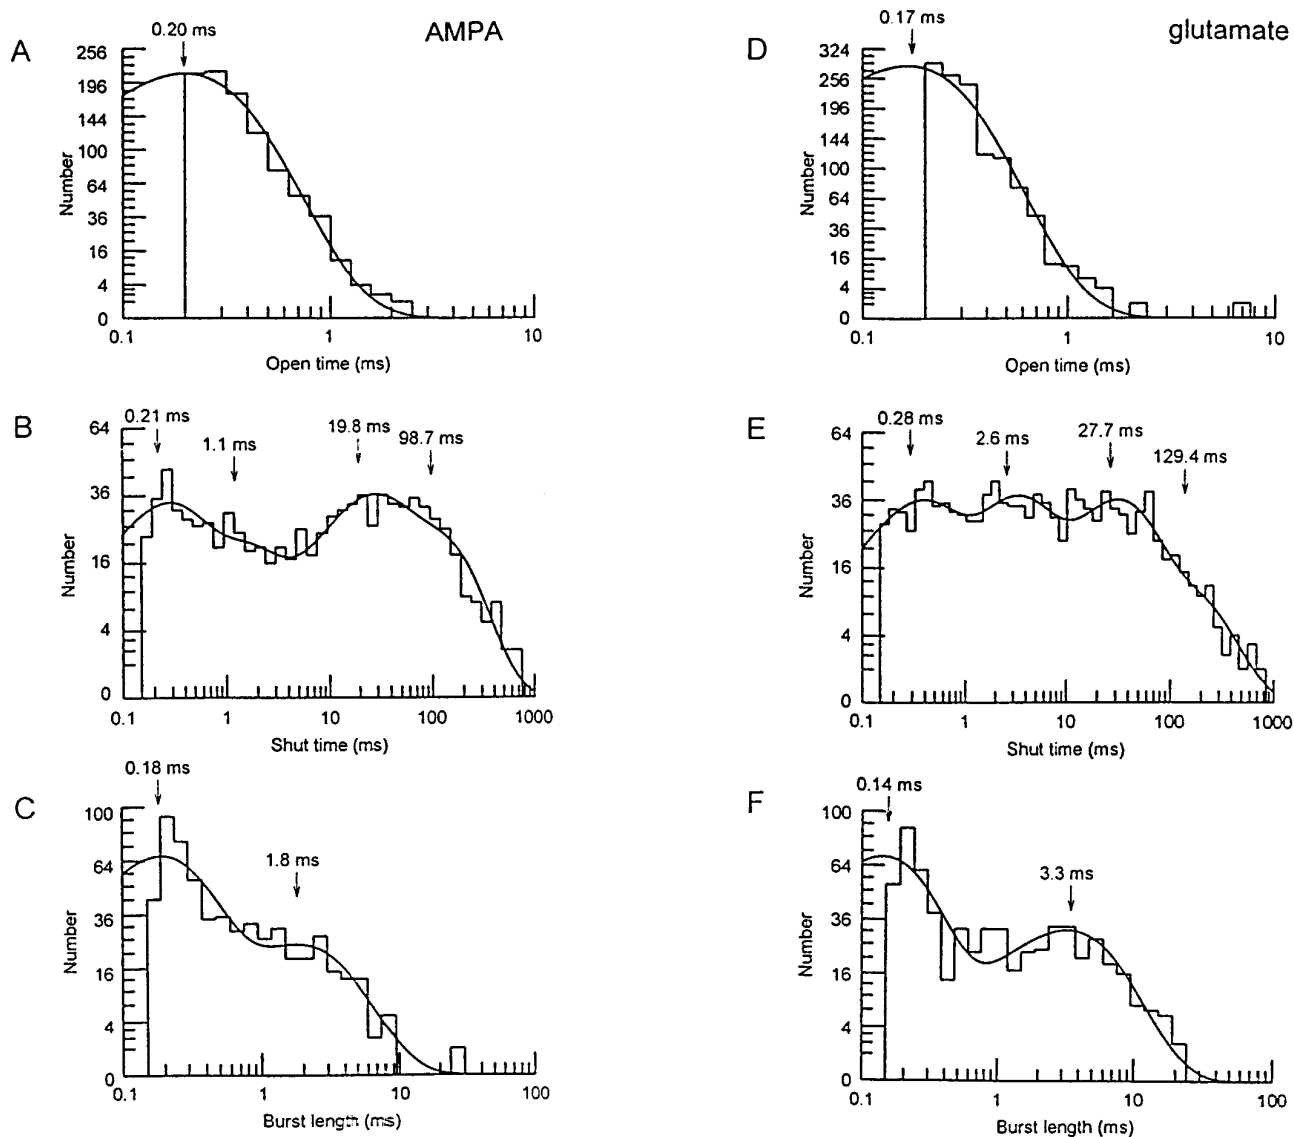 AMPA
A
0.20 ms
Number
256
196
144
100
64
36
16
4
0
0.1 1 10
Open time (ms)
B
0.21 ms
1.1 ms
19.8 ms
98.7 ms
Number
64
36
16
4
0
0.1 1 10 100 1000
Shut time (ms)
C
0.18 ms
1.8 ms
Number
100
64
36
16
4
0
0.1 1 10 100
Burst length (ms)
glutamate
D
0.17 ms
Number
324
256
196
144
100
64
36
16
4
0
0.1 1 10
Open time (ms)
E
0.28 ms
2.6 ms
27.7 ms
129.4 ms
Number
64
36
16
4
0
0.1 1 10 100 1000
Shut time (ms)
F
0.14 ms
3.3 ms
Number
100
64
36
16
4
0
0.1 1 10 100
Burst length (ms)